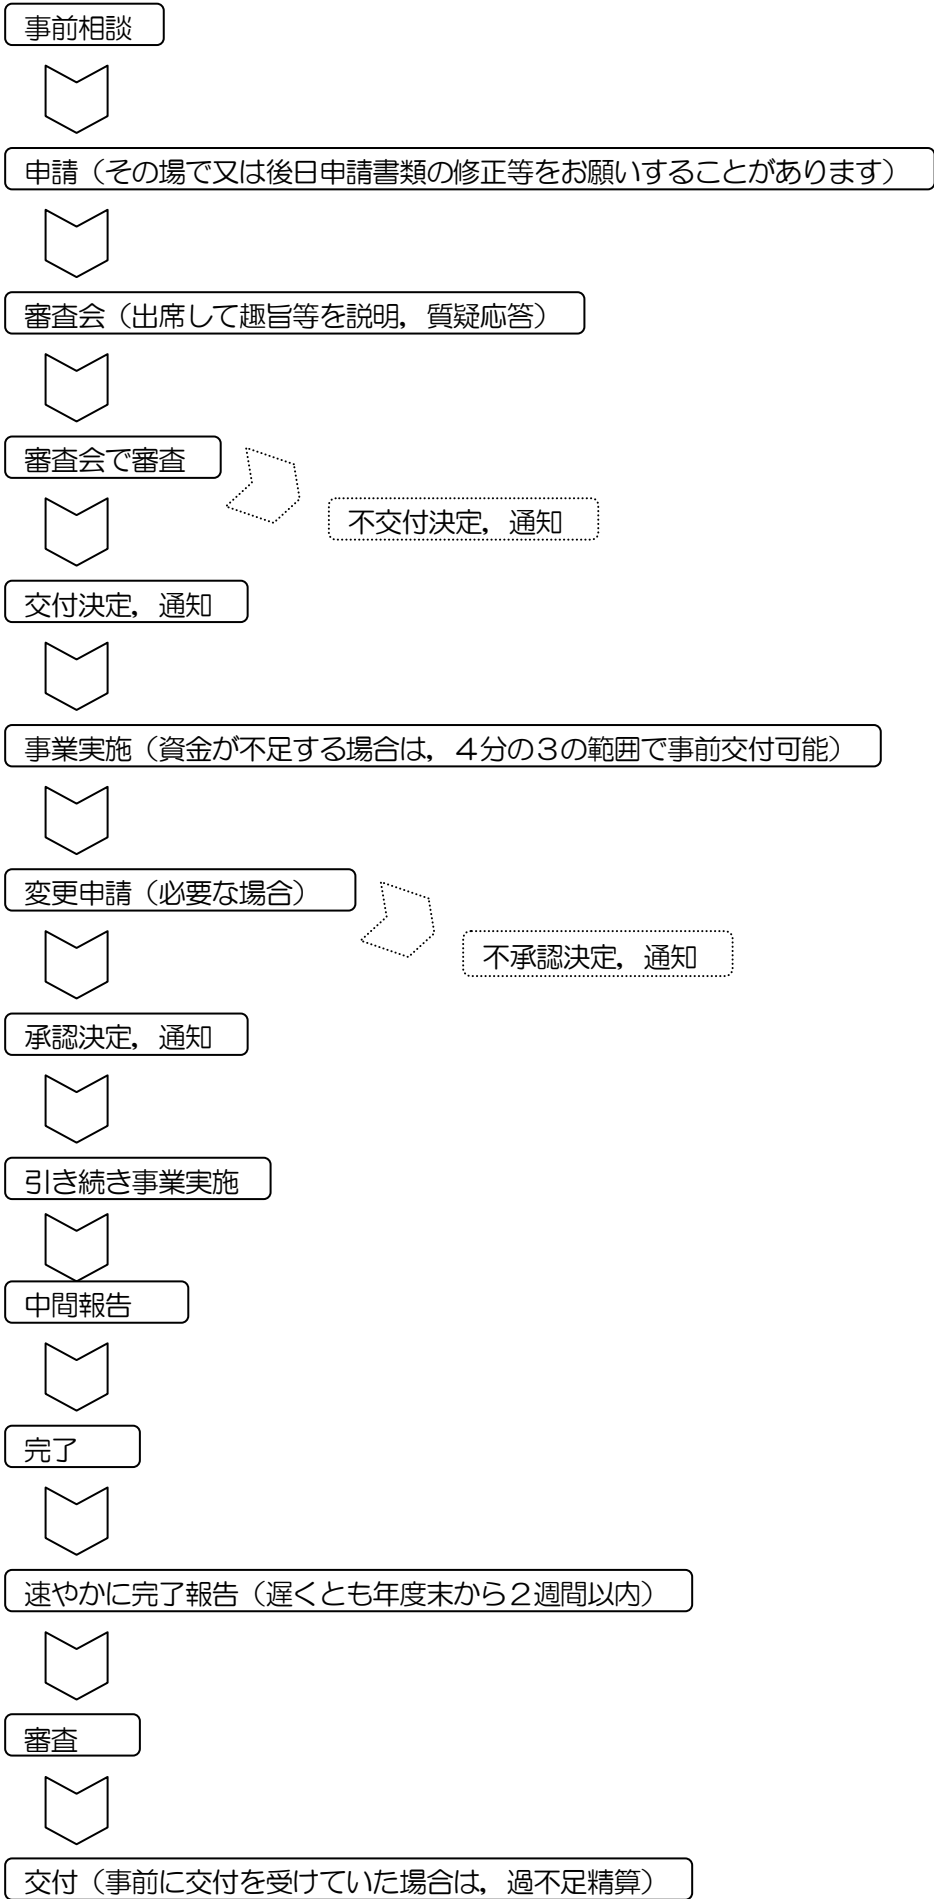 事前相談
申請（その場で又は後日申請書類の修正等をお願いすることがあります）
審査会（出席して趣旨等を説明，質疑応答）
審査会で審査
不交付決定，通知
交付決定，通知
事業実施（資金が不足する場合は，４分の３の範囲で事前交付可能）
変更申請（必要な場合）
不承認決定，通知
承認決定，通知
引き続き事業実施
中間報告
完了
速やかに完了報告（遅くとも年度末から２週間以内）
審査
交付（事前に交付を受けていた場合は，過不足精算）